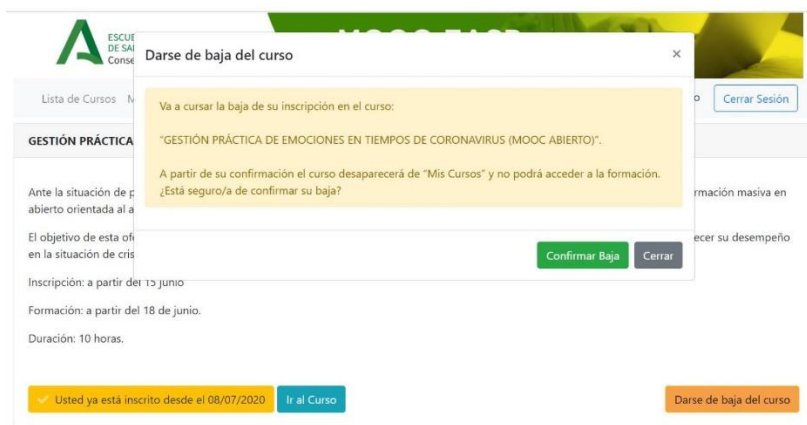 ESCUE
DE SA
Conse
Darse de baja del curso
×
Lista de Cursos
Cerrar Sesión
Va a cursar la baja de su inscripción en el curso:
"GESTIÓN PRÁCTICA DE EMOCIONES EN TIEMPOS DE CORONAVIRUS (MOOC ABIERTO)".
A partir de su confirmación el curso desaparecerá de "Mis Cursos" y no podrá acceder a la formación.
¿Está seguro/a de confirmar su baja?
GESTIÓN PRÁCTICA
Ante la situación de p
rmación masiva en
abierto orientada al a
El objetivo de esta ofe
ecer su desempeño
en la situación de cris
Confirmar Baja
Cerrar
Inscripción: a partir del 15 junio
Formación: a partir del 18 de junio.
Duración: 10 horas.
Usted ya está inscrito desde el 08/07/2020
Ir al Curso
Darse de baja del curso